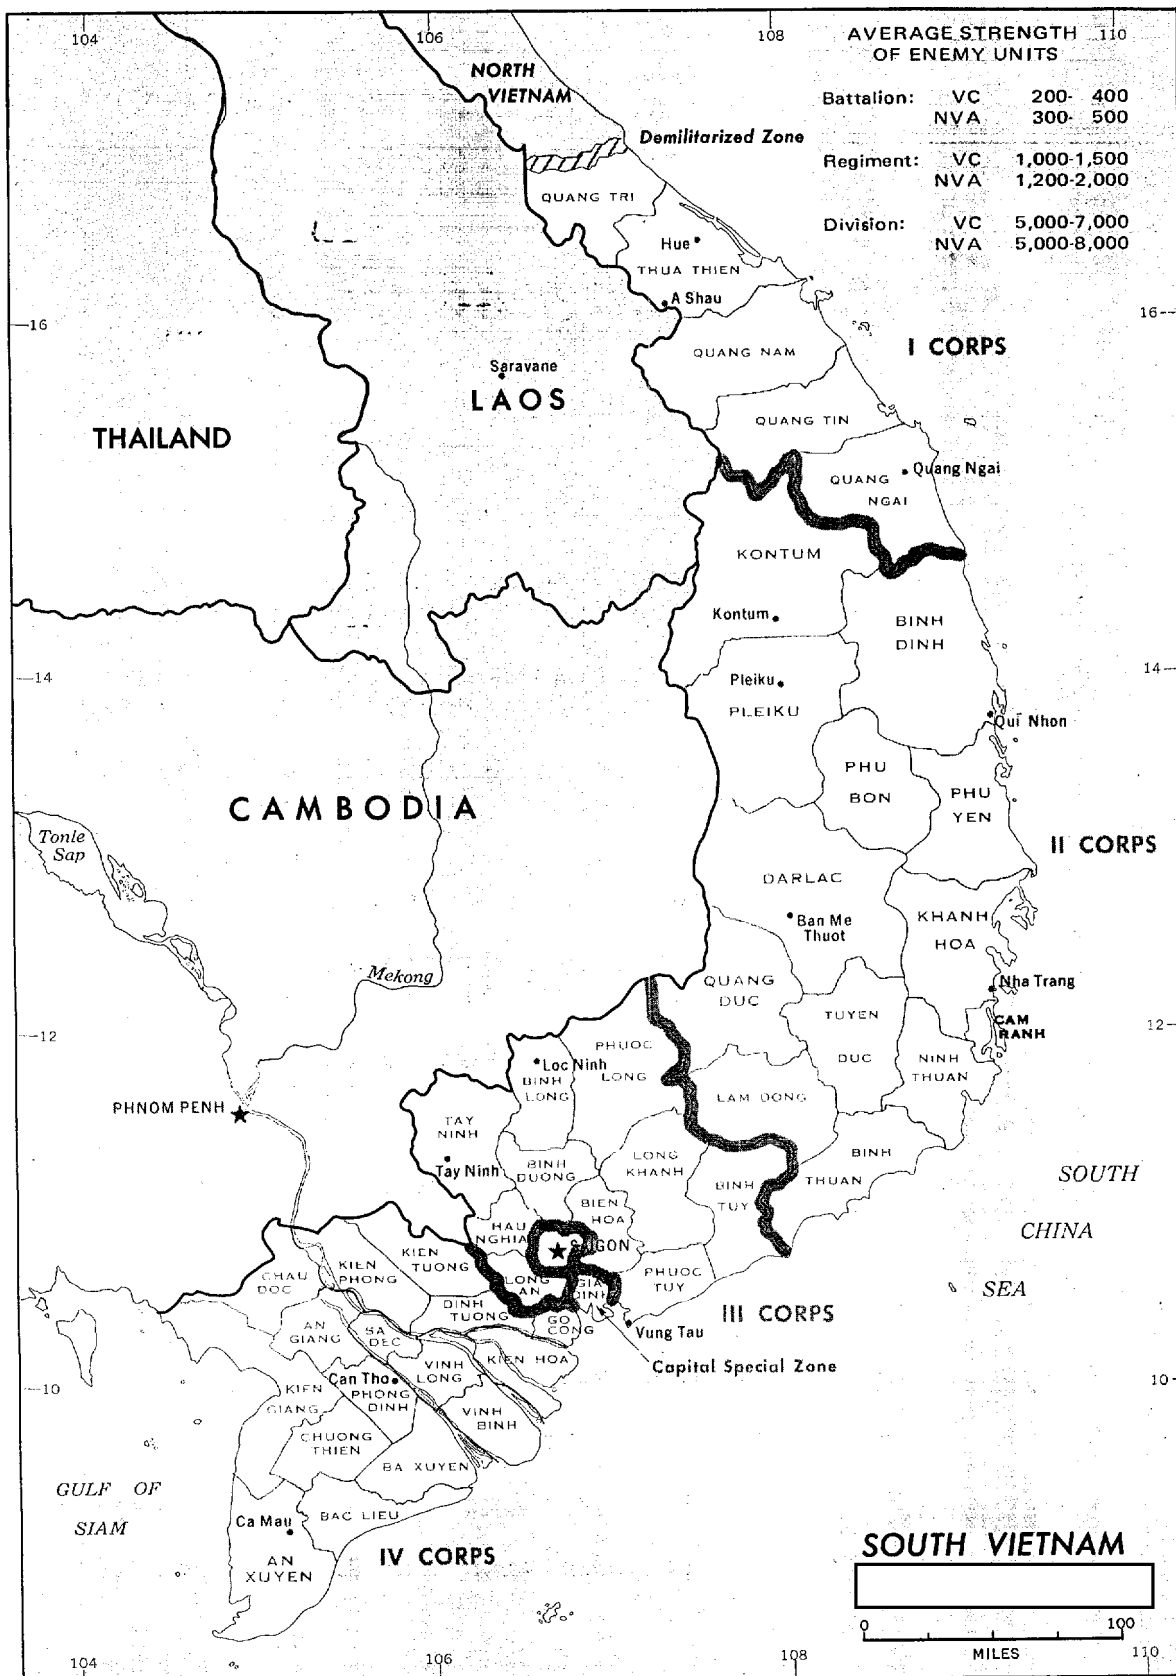 104
106
108
110
AVERAGE STRENGTH
OF ENEMY UNITS
Battalion: VC 200- 400
NVA 300- 500
Regiment: VC 1,000-1,500
NVA 1,200-2,000
Division: VC 5,000-7,000
NVA 5,000-8,000
NORTH
VIETNAM
Demilitarized Zone
QUANG TRI
Hue
THUA THIEN
A Shau
16
16
I CORPS
QUANG NAM
Saravane
LAOS
THAILAND
QUANG TIN
Quang Ngai
QUANG
NGAI
KONTUM
Kontum
BINH
DINH
14
14
Pleiku
PLEIKU
Qui Nhon
PHU
BON
PHU
YEN
CAMBODIA
Tonle
Sap
II CORPS
DARLAC
Ban Me
Thuot
KHANH
HOA
Mekong
QUANG
DUC
Nha Trang
CAM
RANH
12
12
TUYEN
DUC
NINH
THUAN
PHUOC
LONG
Loc Ninh
BINH
LONG
LAM DONG
PHNOM PENH
TAY
NINH
Tay Ninh
BINH
DUONG
LONG
KHANH
BINH
TUY
BINH
THUAN
SOUTH
CHINA
SEA
BIEN
HOA
HAU
NGHIA
SAIGON
KIEN
TUONG
KIEN
PHONG
CHAU
DOC
LONG
AN
GIA
DINH
PHUOC
TUY
DINH
TUONG
GO
CONG
III CORPS
Vung Tau
Capital Special Zone
AN
GIANG
SA
DEC
VINH
LONG
KIEN HOA
10
10
KIEN
GIANG
Can Tho
PHONG
DINH
VINH
BINH
CHUONG
THIEN
BA XUYEN
GULF OF
SIAM
Ca Mau
BAC LIEU
AN
XUYEN
IV CORPS
SOUTH VIETNAM
0
100
MILES
104
106
108
110